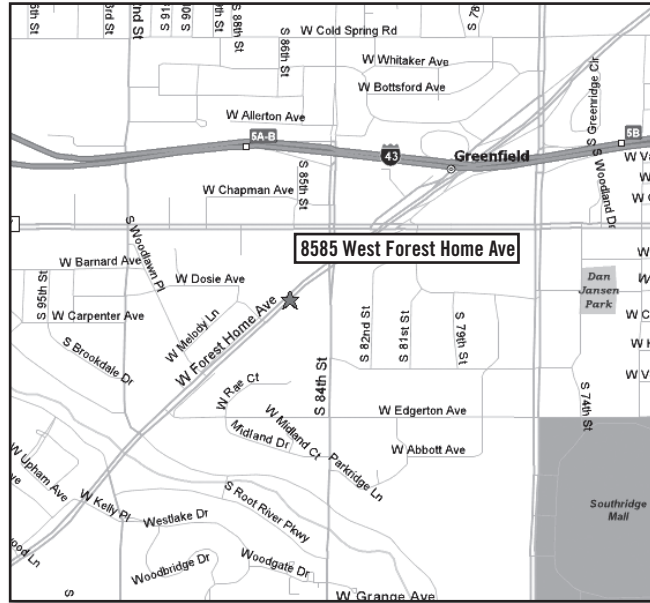 W Cold Spring Rd
S 88th St
86th St
W Whitaker Ave
W Bottsford Ave
W Allerton Ave
5A-B
S 85th St
43
Greenfield
S Greenridge Cir
5B
S Woodland Dr
W Chapman Ave
8585 West Forest Home Ave
S Woodlawn Pl
W Barnard Ave
W Dosie Ave
S 95th St
W Carpenter Ave
W Melody Ln
W Forest Home Ave
S Brookdale Dr
S 84th St
S 82nd St
S 81st St
S 79th St
Dan
Jansen
Park
S 74th St
W Rae Ct
W Edgerton Ave
Midland Dr
W Midland Ct
W Abbott Ave
Parkridge Ln
W Upham Ave
W Kelly Pl
S Root River Pkwy
Southridge
Mall
Westlake Dr
Woodbridge Dr
Woodgate Dr
W Grange Ave